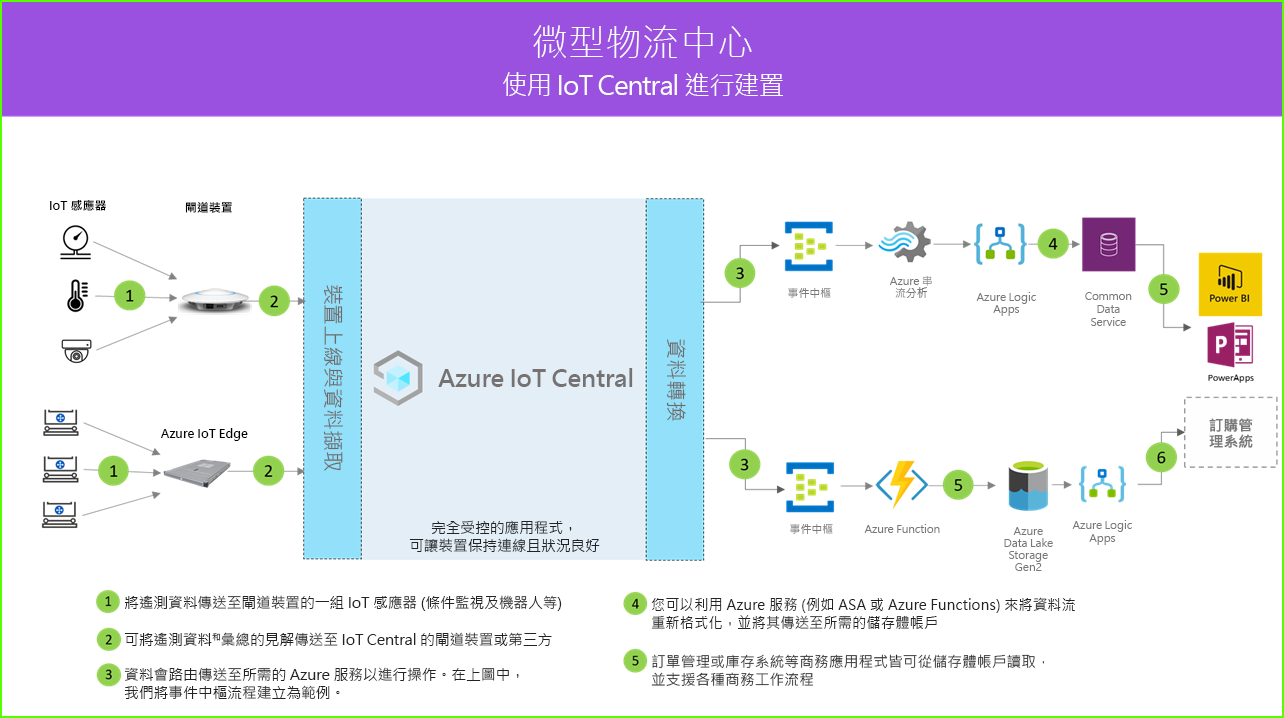 微型物流中心
使用 IoT Central 進行建置
IoT 感應器
閘道裝置
1
2
Azure IoT Edge
1
2
裝置上線與資料擷取
Azure IoT Central
完全受控的應用程式，
可讓裝置保持連線且狀況良好
資料轉換
3
事件中樞
Azure 串
流分析
Azure Logic
Apps
4
Common
Data
Service
5
Power BI
P
PowerApps
3
事件中樞
Azure Function
5
Azure
Data Lake
Storage
Gen2
Azure Logic
Apps
6
訂購管
理系統
1 將遙測資料傳送至閘道裝置的一組 IoT 感應器 (條件監視及機器人等)
2 可將遙測資料和彙總的見解傳送至 IoT Central 的閘道裝置或第三方
3 資料會路由傳送至所需的 Azure 服務以進行操作。在上圖中，
我們將事件中樞流程建立為範例。
4 您可以利用 Azure 服務 (例如 ASA 或 Azure Functions) 來將資料流
重新格式化，並將其傳送至所需的儲存體帳戶
5 訂單管理或庫存系統等商務應用程式皆可從儲存體帳戶讀取，
並支援各種商務工作流程